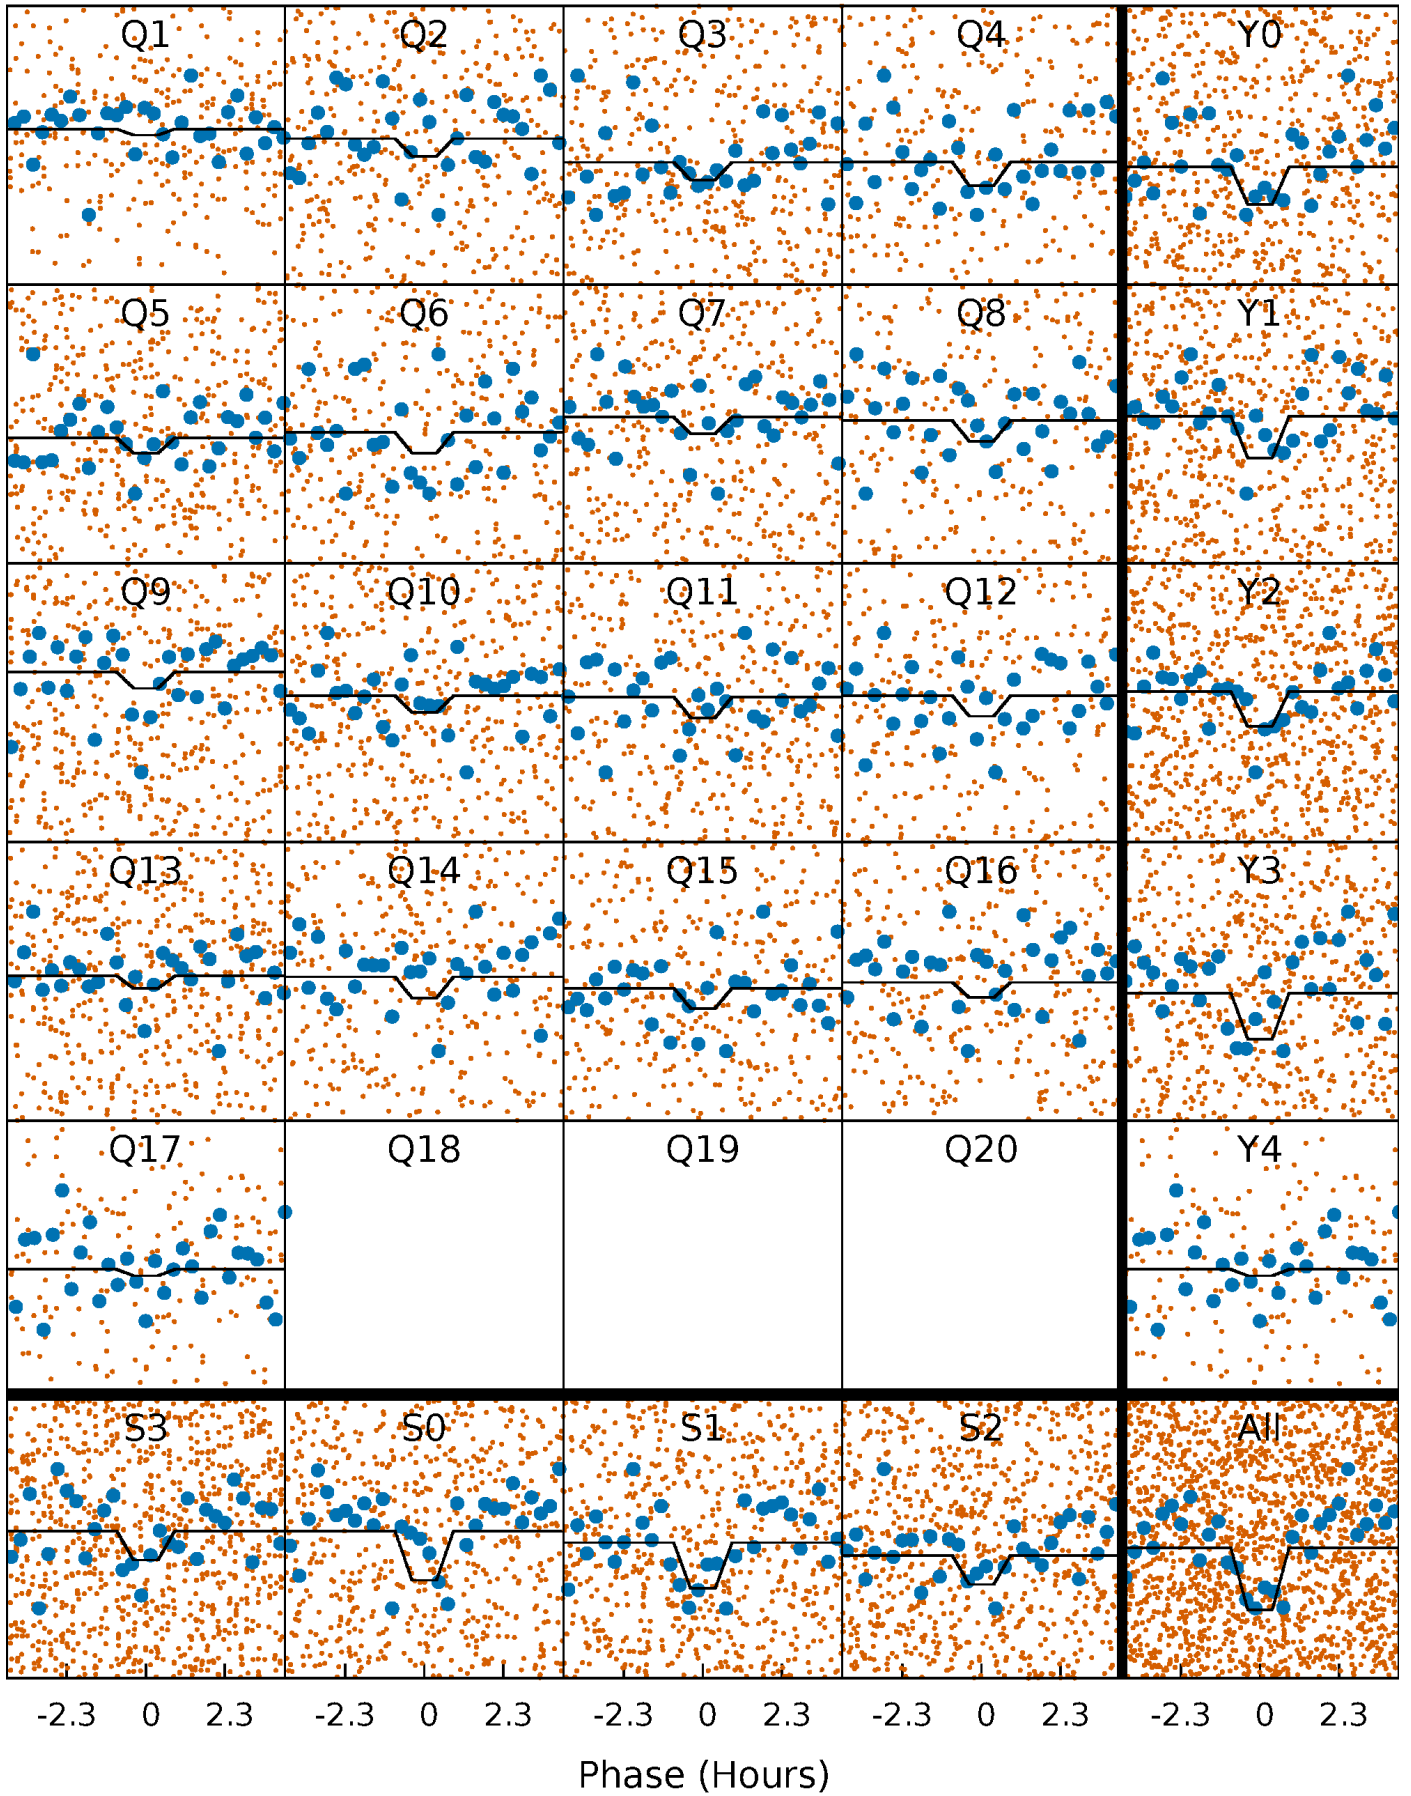 Q1 Q2 Q3 Q4 Y0
Q5 Q6 Q7 Q8 Y1
Q9 Q10 Q11 Q12 Y2
Q13 Q14 Q15 Q16 Y3
Q17 Q18 Q19 Q20 Y4
S3 S0 S1 S2 All
-2.3 0 2.3 -2.3 0 2.3 -2.3 0 2.3 -2.3 0 2.3 -2.3 0 2.3
Phase (Hours)